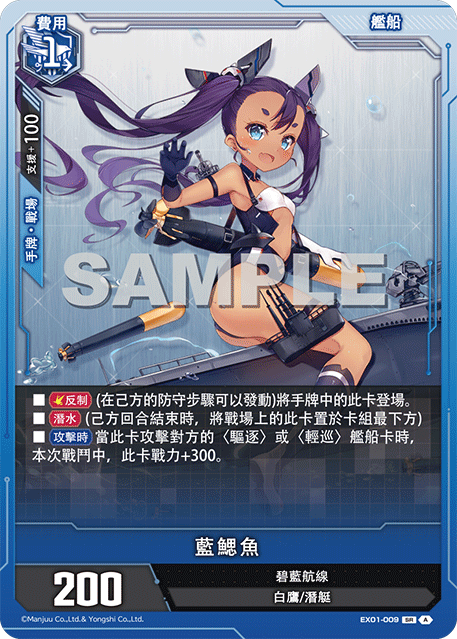 費用
艦船
1
支援+100
手牌・戰場
SAMPLE
■ 反制 (在己方的防守步驟可以發動)將手牌中的此卡登場。
■ 潛水 (己方回合結束時，將戰場上的此卡置於卡組最下方)
■ 攻擊時 當此卡攻擊對方的〈驅逐〉或〈輕巡〉艦船卡時，
本次戰鬥中，此卡戰力+300。
藍鰓魚
200
碧藍航線
白鷹/潛艇
©Manjuu Co.,Ltd.& Yongshi Co.,Ltd.
EX01-009 SR A